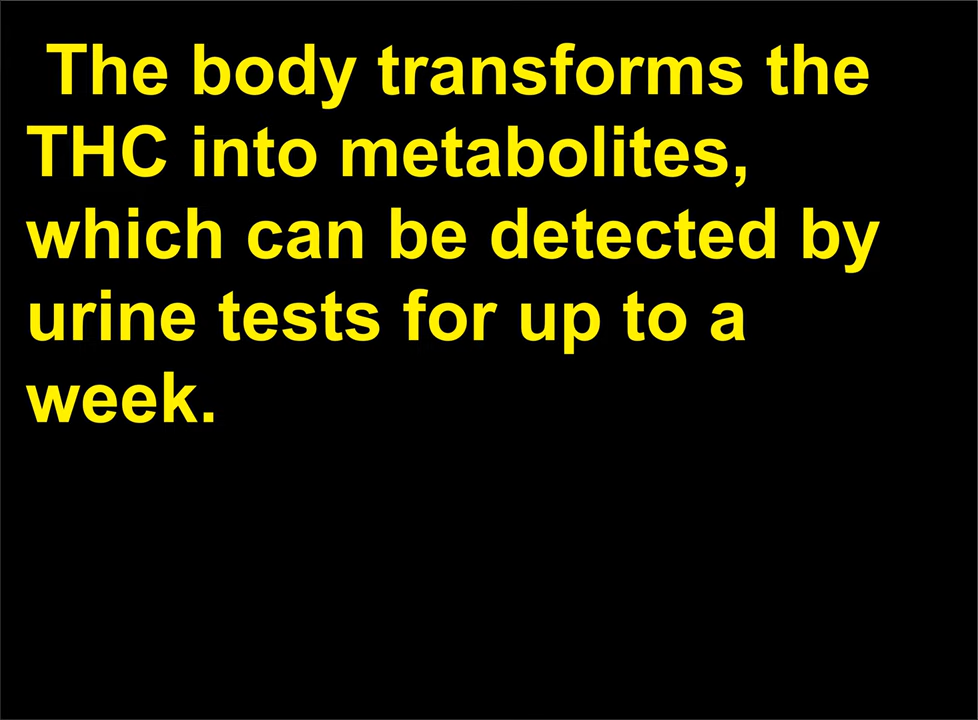 The body transforms the
THC into metabolites,
which can be detected by
urine tests for up to a
week.